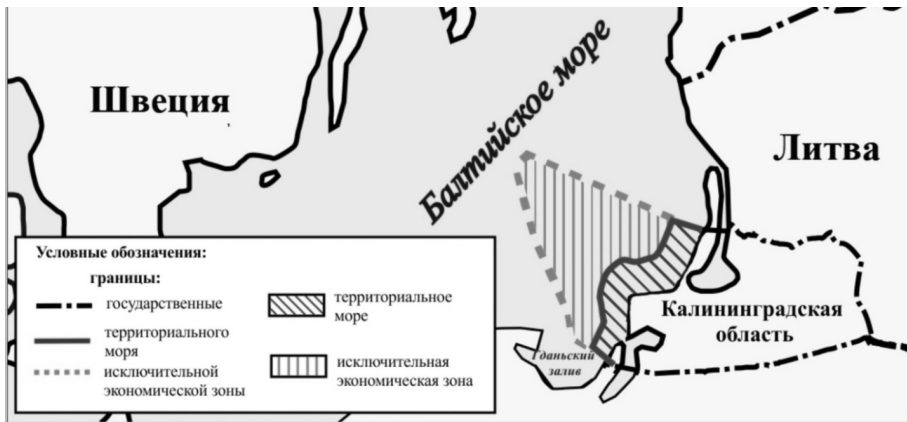 Швеция
Балтийское море
Литва
Условные обозначения:
границы:
государственные
территориального
моря
исключительной
экономической зоны
территориальное
море
исключительная
экономическая зона
Калининградская
область
Гданьский
залив